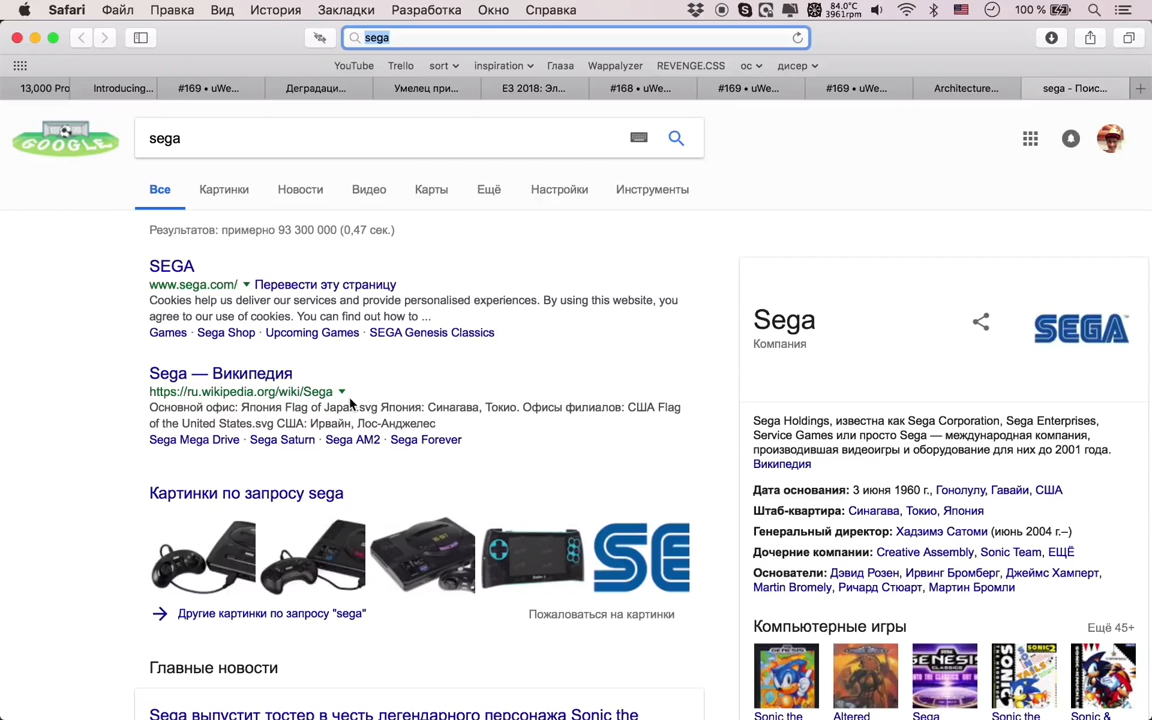 Safari Файл Правка Вид История Закладки Разработка Окно Справка 84.0°C 3961rpm 100 %
sega
YouTube Trello sort inspiration Глаза Wappalyzer REVENGE.CSS ос дисер
13,000 Pro Introducing... #169 • uWe... Деградаци... Умелец при... E3 2018: Эл... #168 • uWe... #169 • uWe... #169 • uWe... Architecture... sega - Поис...
GOOGLE
sega
Все Картинки Новости Видео Карты Ещё Настройки Инструменты
Результатов: примерно 93 300 000 (0,47 сек.)
SEGA
www.sega.com/ Перевести эту страницу
Cookies help us deliver our services and provide personalised experiences. By using this website, you
agree to our use of cookies. You can find out how to ...
Games · Sega Shop · Upcoming Games · SEGA Genesis Classics
Sega — Википедия
https://ru.wikipedia.org/wiki/Sega
Основной офис: Япония Flag of Japan.svg Япония: Синагава, Токио. Офисы филиалов: США Flag
of the United States.svg США: Ирвайн, Лос-Анджелес
Sega Mega Drive · Sega Saturn · Sega AM2 · Sega Forever
Картинки по запросу sega
SE
Другие картинки по запросу "sega" Пожаловаться на картинки
Главные новости
Sega выпустит тостер в честь легендарного персонажа Sonic the
Sega
Компания
SEGA
Sega Holdings, известна как Sega Corporation, Sega Enterprises,
Service Games или просто Sega — международная компания,
производившая видеоигры и оборудование для них до 2001 года.
Википедия
Дата основания: 3 июня 1960 г., Гонолулу, Гавайи, США
Штаб-квартира: Синагава, Токио, Япония
Генеральный директор: Хадзимэ Сатоми (июнь 2004 г.–)
Дочерние компании: Creative Assembly, Sonic Team, ЕЩЁ
Основатели: Дэвид Розен, Ирвинг Бромберг, Джеймс Хамперт,
Martin Bromely, Ричард Стюарт, Мартин Бромли
Компьютерные игры Ещё 45+
GENESIS SONIC SONIC2
Sonic the Altered Sega Sonic the Sonic &